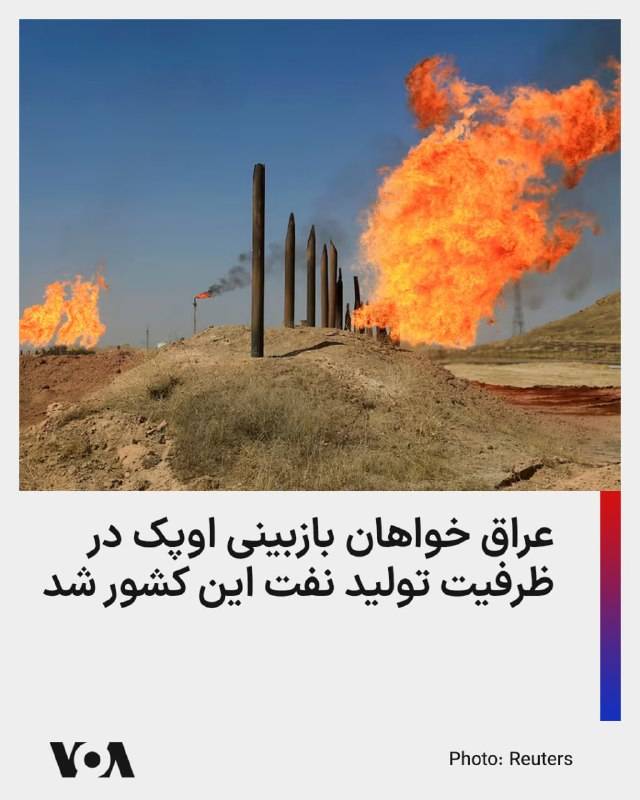 عراق خواهان بازبینی اوپک در
ظرفیت تولید نفت این کشور شد
VOA
Photo: Reuters